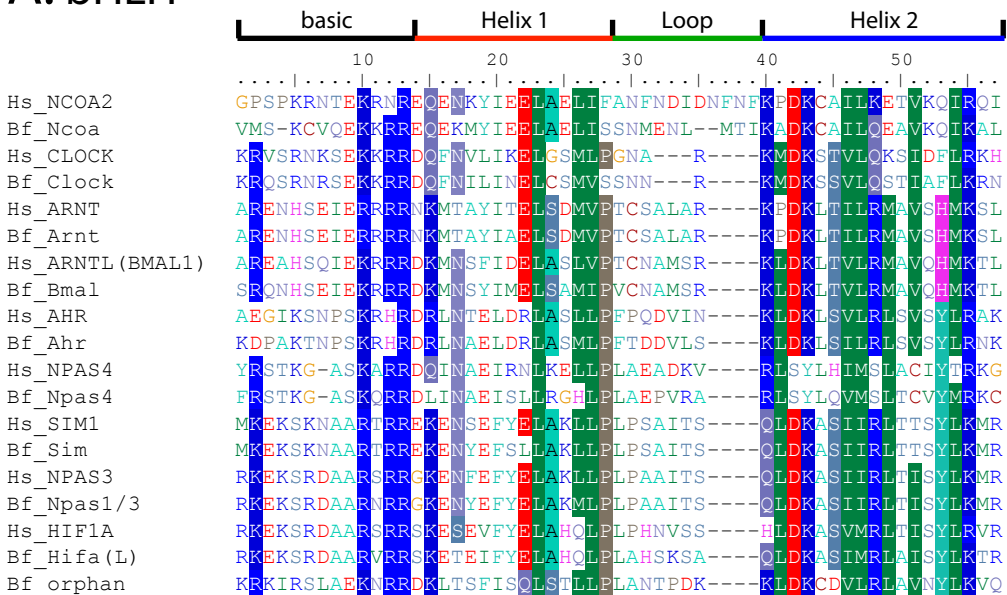 A. bHLH
basic Helix 1 Loop Helix 2
10 20 30 40 50
Hs_NCOA2 GPSPKRNTEKRNREQENKYIEELAELIFANFNDIDNFNFKPDKCAILKETVKQIRQI
Bf_Ncoa VMS-KCVQEKKRREQEKMYIEELAELISSNMENL--MTIKADKCAILQEAVKQIKAL
Hs_CLOCK KRVSRNKSEKKRRDQFNVLIKELGSMLPGNA---R----KMDKSTVLQKSIDFLRKH
Bf_Clock KRQSRNRSEKKRRDQFNILINELCSMVSSNN---R----KMDKSSVLQSTIAFLKRN
Hs_ARNT ARENHSEIERRRRNKMTAYITELSDMVPTCSALAR----KPDKLTILRMAVSHMKSL
Bf_Arnt ARENHSEIERRRRNKMTAYIAELSDMVPTCSALAR----KPDKLTILRMAVSHMKSL
Hs_ARNTL(BMAL1) AREAHSQIEKRRRDKMNSFIDELASLVPTCNAMSR----KLDKLTVLRMAVQHMKTL
Bf_Bmal SRQNHSEIEKRRRDKMNSYIMELSAMIPVCNAMSR----KLDKLTVLRMAVQHMKTL
Hs_AHR AEGIKSNPSKRHRDRLNTELDRLASLLPFPQDVIN----KLDKLSVLRLSVSYLRAK
Bf_Ahr KDPAKTNPSKRHRDRLNAELDRLASMLPFTDDVLS----KLDKLSILRLSVSYLRNK
Hs_NPAS4 YRSTKG-ASKARRDQINAEIRNLKELLPLAEADKV----RLSYLHIMSLACIYTRKG
Bf_Npas4 FRSTKG-ASKQRRDLINAEISLLRGHLPLAEPVRA----RLSYLQVMSLTCVYMRKC
Hs_SIM1 MKEKSKNAARTRREKENSEFYELAKLLPLPSAITS----QLDKASIIRLTTSYLKMR
Bf_Sim MKEKSKNAARTRREKENYEFSLLAKLLPLPSAITS----QLDKASIIRLTTSYLKMR
Hs_NPAS3 RKEKSRDAARSRRGKENFEFYELAKLLPLPAAITS----QLDKASIIRLTISYLKMR
Bf_Npas1/3 RKEKSRDAARNRRGKENYEFYELAKMLPLPAAITS----QLDKASIIRLTISYLKMR
Hs_HIF1A RKEKSRDAARSRRSKESEVFYELAHQLPLPHNVSS----HLDKASVMRLTISYLRVR
Bf_Hifa(L) RKEKSRDAARVRRSKETEIFYELAHQLPLAHSKSA----QLDKASIMRLAISYLKTR
Bf_orphan KRKIRSLAEKNRRDKLTSFISQLSTLLPLANTPDK----KLDKCDVLRLAVNYLKVQ